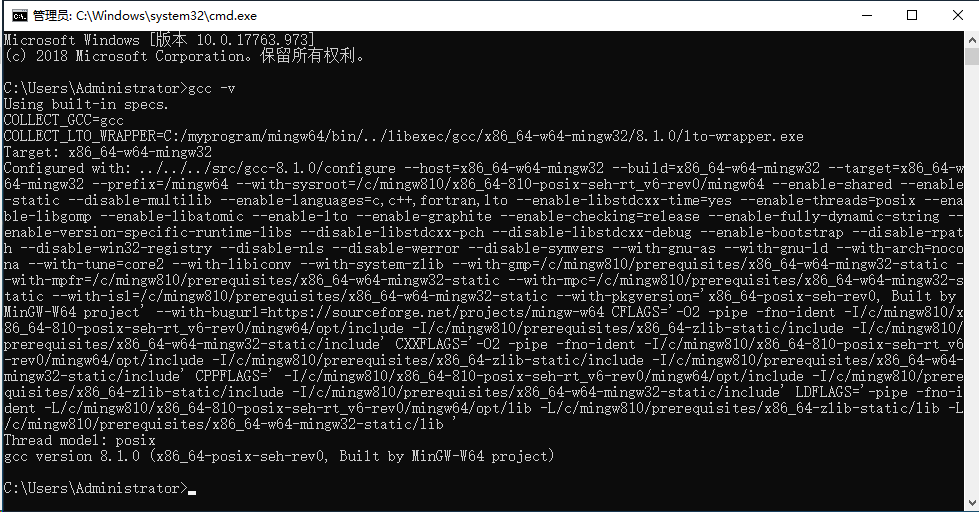 管理员: C:\Windows\system32\cmd.exe
Microsoft Windows [版本 10.0.17763.973]
(c) 2018 Microsoft Corporation。保留所有权利。
C:\Users\Administrator>gcc -v
Using built-in specs.
COLLECT_GCC=gcc
COLLECT_LTO_WRAPPER=C:/myprogram/mingw64/bin/../libexec/gcc/x86_64-w64-mingw32/8.1.0/lto-wrapper.exe
Target: x86_64-w64-mingw32
Configured with: ../../../src/gcc-8.1.0/configure --host=x86_64-w64-mingw32 --build=x86_64-w64-mingw32 --target=x86_64-w
64-mingw32 --prefix=/mingw64 --with-sysroot=/c/mingw810/x86_64-810-posix-seh-rt_v6-rev0/mingw64 --enable-shared --enable
-static --disable-multilib --enable-languages=c,c++,fortran,lto --enable-libstdcxx-time=yes --enable-threads=posix --ena
ble-libgomp --enable-libatomic --enable-lto --enable-graphite --enable-checking=release --enable-fully-dynamic-string --
enable-version-specific-runtime-libs --disable-libstdcxx-pch --disable-libstdcxx-debug --enable-bootstrap --disable-rpat
h --disable-win32-registry --disable-nls --disable-werror --disable-symvers --with-gnu-as --with-gnu-ld --with-arch=noco
na --with-tune=core2 --with-libiconv --with-system-zlib --with-gmp=/c/mingw810/prerequisites/x86_64-w64-mingw32-static -
-with-mpfr=/c/mingw810/prerequisites/x86_64-w64-mingw32-static --with-mpc=/c/mingw810/prerequisites/x86_64-w64-mingw32-s
tatic --with-isl=/c/mingw810/prerequisites/x86_64-w64-mingw32-static --with-pkgversion='x86_64-posix-seh-rev0, Built by
MinGW-W64 project' --with-bugurl=https://sourceforge.net/projects/mingw-w64 CFLAGS='-O2 -pipe -fno-ident -I/c/mingw810/x
86_64-810-posix-seh-rt_v6-rev0/mingw64/opt/include -I/c/mingw810/prerequisites/x86_64-zlib-static/include -I/c/mingw810/
prerequisites/x86_64-w64-mingw32-static/include' CXXFLAGS='-O2 -pipe -fno-ident -I/c/mingw810/x86_64-810-posix-seh-rt_v6
-rev0/mingw64/opt/include -I/c/mingw810/prerequisites/x86_64-zlib-static/include -I/c/mingw810/prerequisites/x86_64-w64-
mingw32-static/include' CPPFLAGS=' -I/c/mingw810/x86_64-810-posix-seh-rt_v6-rev0/mingw64/opt/include -I/c/mingw810/prere
quisites/x86_64-zlib-static/include -I/c/mingw810/prerequisites/x86_64-w64-mingw32-static/include' LDFLAGS='-pipe -fno-i
dent -L/c/mingw810/x86_64-810-posix-seh-rt_v6-rev0/mingw64/opt/lib -L/c/mingw810/prerequisites/x86_64-zlib-static/lib -L
/c/mingw810/prerequisites/x86_64-w64-mingw32-static/lib '
Thread model: posix
gcc version 8.1.0 (x86_64-posix-seh-rev0, Built by MinGW-W64 project)
C:\Users\Administrator>